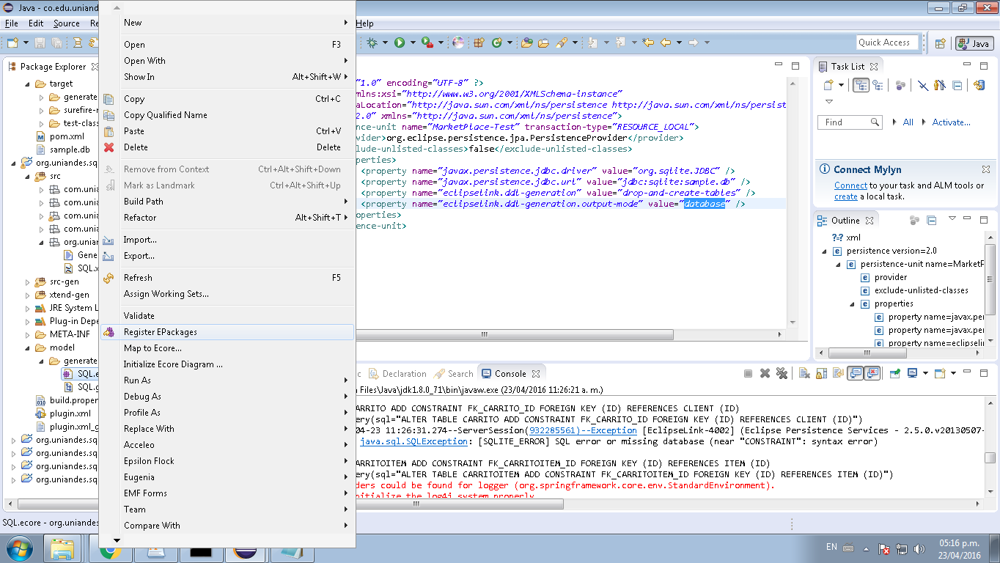 Java - co.edu.uniand
File Edit Source Re
Help
Quick Access
Java
Package Explorer
target
generate
surefire-r
test-class
pom.xml
sample.db
org.uniandes.sq
src
com.uni
com.uni
com.uni
org.uniar
Gene
SQL.x
src-gen
xtend-gen
JRE System L
Plug-in Depe
META-INF
model
generate
SQL.e
SQL.g
build.proper
plugin.xml
plugin.xml_g
org.uniandes.sq
org.uniandes.sq
org.uniandes.sq
org.uniandes.sq
SQL.ecore - org.uniandes
New
Open F3
Open With
Show In Alt+Shift+W
Copy Ctrl+C
Copy Qualified Name
Paste Ctrl+V
Delete Delete
Remove from Context Ctrl+Alt+Shift+Down
Mark as Landmark Ctrl+Alt+Shift+Up
Build Path
Refactor Alt+Shift+T
Import...
Export...
Refresh F5
Assign Working Sets...
Validate
Register EPackages
Map to Ecore...
Initialize Ecore Diagram ...
Run As
Debug As
Profile As
Replace With
Acceleo
Epsilon Flock
Eugenia
EMF Forms
Team
Compare With
"1.0" encoding="UTF-8" ?>
mlns:xsi="http://www.w3.org/2001/XMLSchema-instance"
aLocation="http://java.sun.com/xml/ns/persistence http://java.sun.com/xml/ns/persist
2.0" xmlns="http://java.sun.com/xml/ns/persistence">
nce-unit name="MarketPlace-Test" transaction-type="RESOURCE_LOCAL">
vider>org.eclipse.persistence.jpa.PersistenceProvider</provider>
lude-unlisted-classes>false</exclude-unlisted-classes>
perties>
<property name="javax.persistence.jdbc.driver" value="org.sqlite.JDBC" />
<property name="javax.persistence.jdbc.url" value="jdbc:sqlite:sample.db" />
<property name="eclipselink.ddl-generation" value="drop-and-create-tables" />
<property name="eclipselink.ddl-generation.output-mode" value="database" />
operties>
ence-unit>
c Declaration Search Console
Files\Java\jdk1.8.0_71\bin\javaw.exe (23/04/2016 11:26:21 a. m.)
CARRITO ADD CONSTRAINT FK_CARRITO_ID FOREIGN KEY (ID) REFERENCES CLIENT (ID)
ery(sql="ALTER TABLE CARRITO ADD CONSTRAINT FK_CARRITO_ID FOREIGN KEY (ID) REFERENCES CLIENT (ID)")
04-23 11:26:31.274--ServerSession(932285561)--Exception [EclipseLink-4002] (Eclipse Persistence Services - 2.5.0.v20130507-
java.sql.SQLException: [SQLITE_ERROR] SQL error or missing database (near "CONSTRAINT": syntax error)
CARRITOITEM ADD CONSTRAINT FK_CARRITOITEM_ID FOREIGN KEY (ID) REFERENCES ITEM (ID)
ery(sql="ALTER TABLE CARRITOITEM ADD CONSTRAINT FK_CARRITOITEM_ID FOREIGN KEY (ID) REFERENCES ITEM (ID)")
ders could be found for logger (org.springframework.core.env.StandardEnvironment).
nitialize the log4j system properly
Task List
Find
All
Activate...
Connect Mylyn
Connect to your task and ALM tools or
create a local task.
Outline
xml
persistence version=2.0
persistence-unit name=MarketP
provider
exclude-unlisted-classes
properties
property name=javax.per
property name=javax.per
property name=eclipseli
EN
05:16 p.m.
23/04/2016